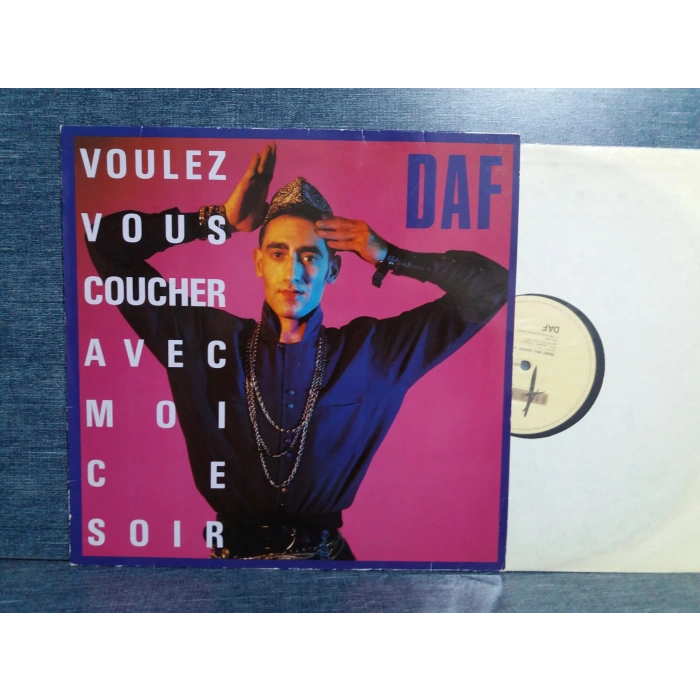 VOULEZ
VOUS
COUCHER
AVEC
MOI
CE
SOIR
DAF
DAF